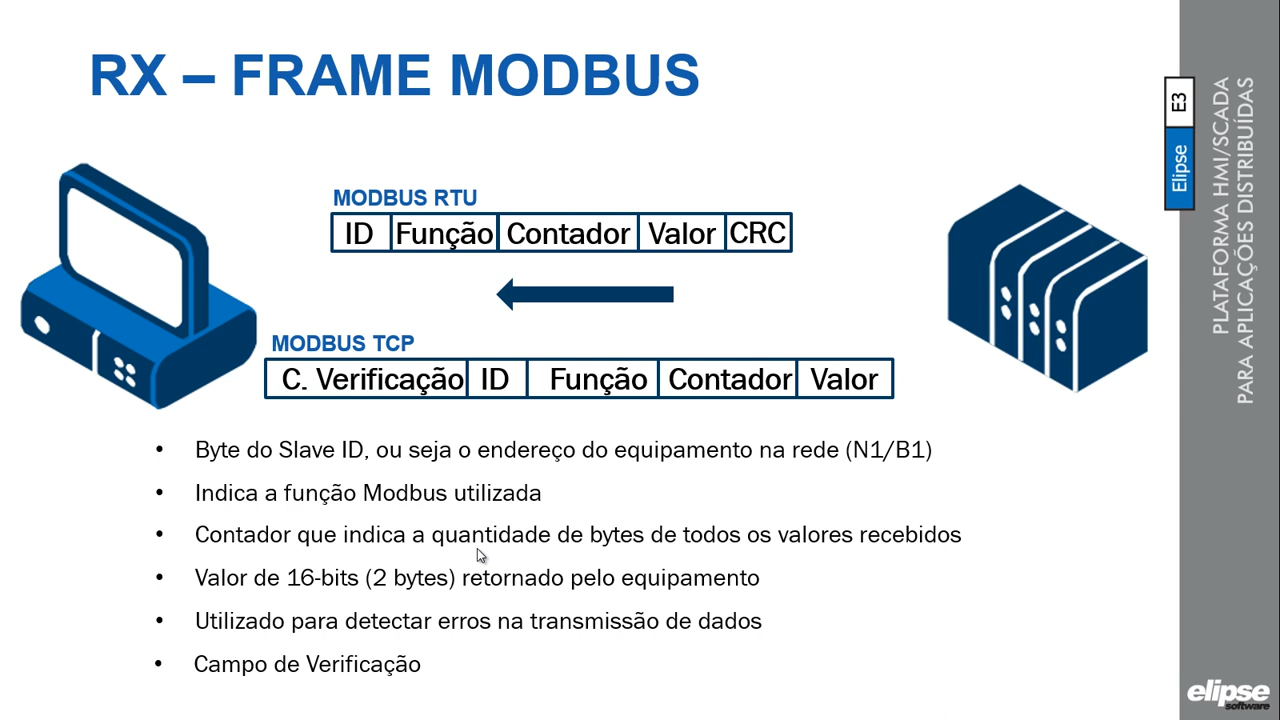 RX – FRAME MODBUS
MODBUS RTU
ID Função Contador Valor CRC
MODBUS TCP
C. Verificação ID Função Contador Valor
• Byte do Slave ID, ou seja o endereço do equipamento na rede (N1/B1)
• Indica a função Modbus utilizada
• Contador que indica a quantidade de bytes de todos os valores recebidos
• Valor de 16-bits (2 bytes) retornado pelo equipamento
• Utilizado para detectar erros na transmissão de dados
• Campo de Verificação
Elipse E3
PLATAFORMA HMI/SCADA
PARA APLICAÇÕES DISTRIBUÍDAS
elipse
software